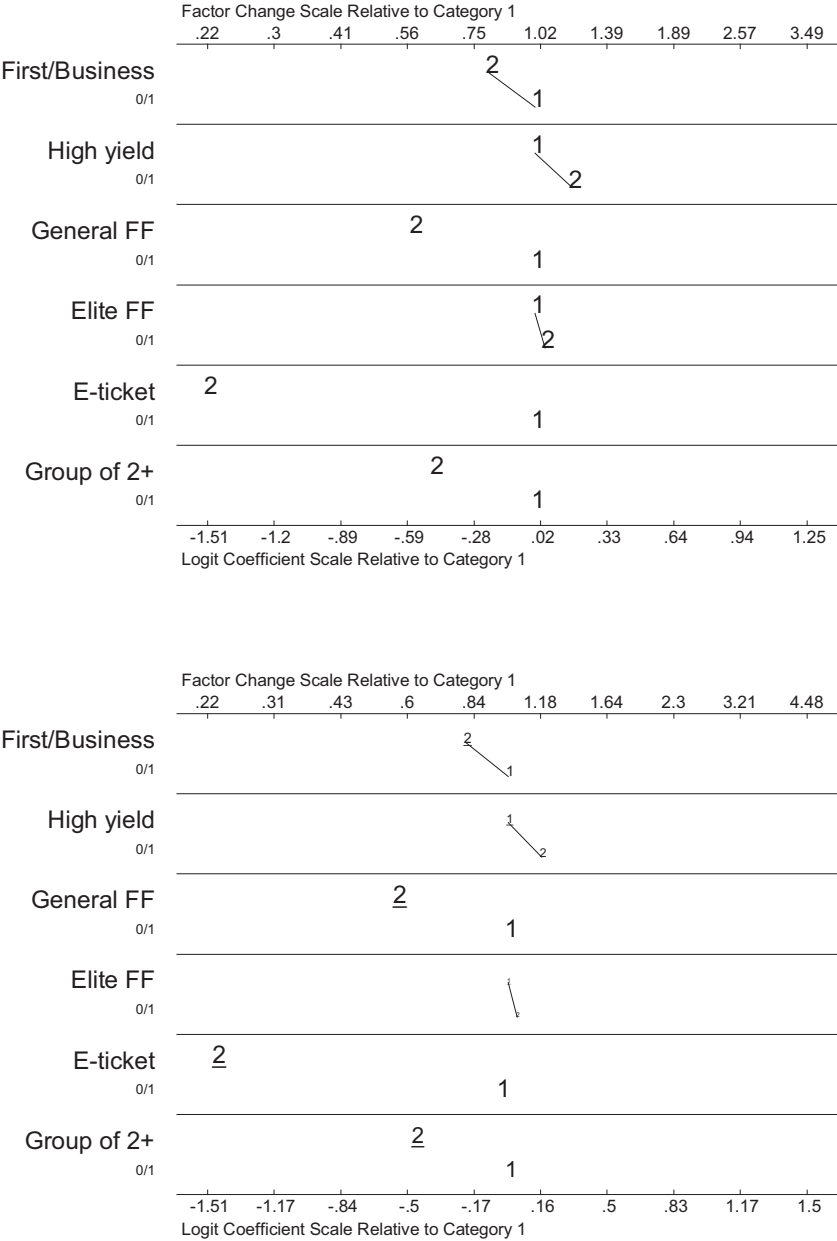 Factor Change Scale Relative to Category 1
.22 .3 .41 .56 .75 1.02 1.39 1.89 2.57 3.49
First/Business 2
0/1 1
High yield 1
0/1 2
General FF 2
0/1 1
Elite FF 1
0/1 2
E-ticket 2
0/1 1
Group of 2+ 2
0/1 1
-1.51 -1.2 -.89 -.59 -.28 .02 .33 .64 .94 1.25
Logit Coefficient Scale Relative to Category 1
Factor Change Scale Relative to Category 1
.22 .31 .43 .6 .84 1.18 1.64 2.3 3.21 4.48
First/Business 2
0/1 1
High yield 1
0/1 2
General FF 2
0/1 1
Elite FF 1
0/1 2
E-ticket 2
0/1 1
Group of 2+ 2
0/1 1
-1.51 -1.17 -.84 -.5 -.17 .16 .5 .83 1.17 1.5
Logit Coefficient Scale Relative to Category 1